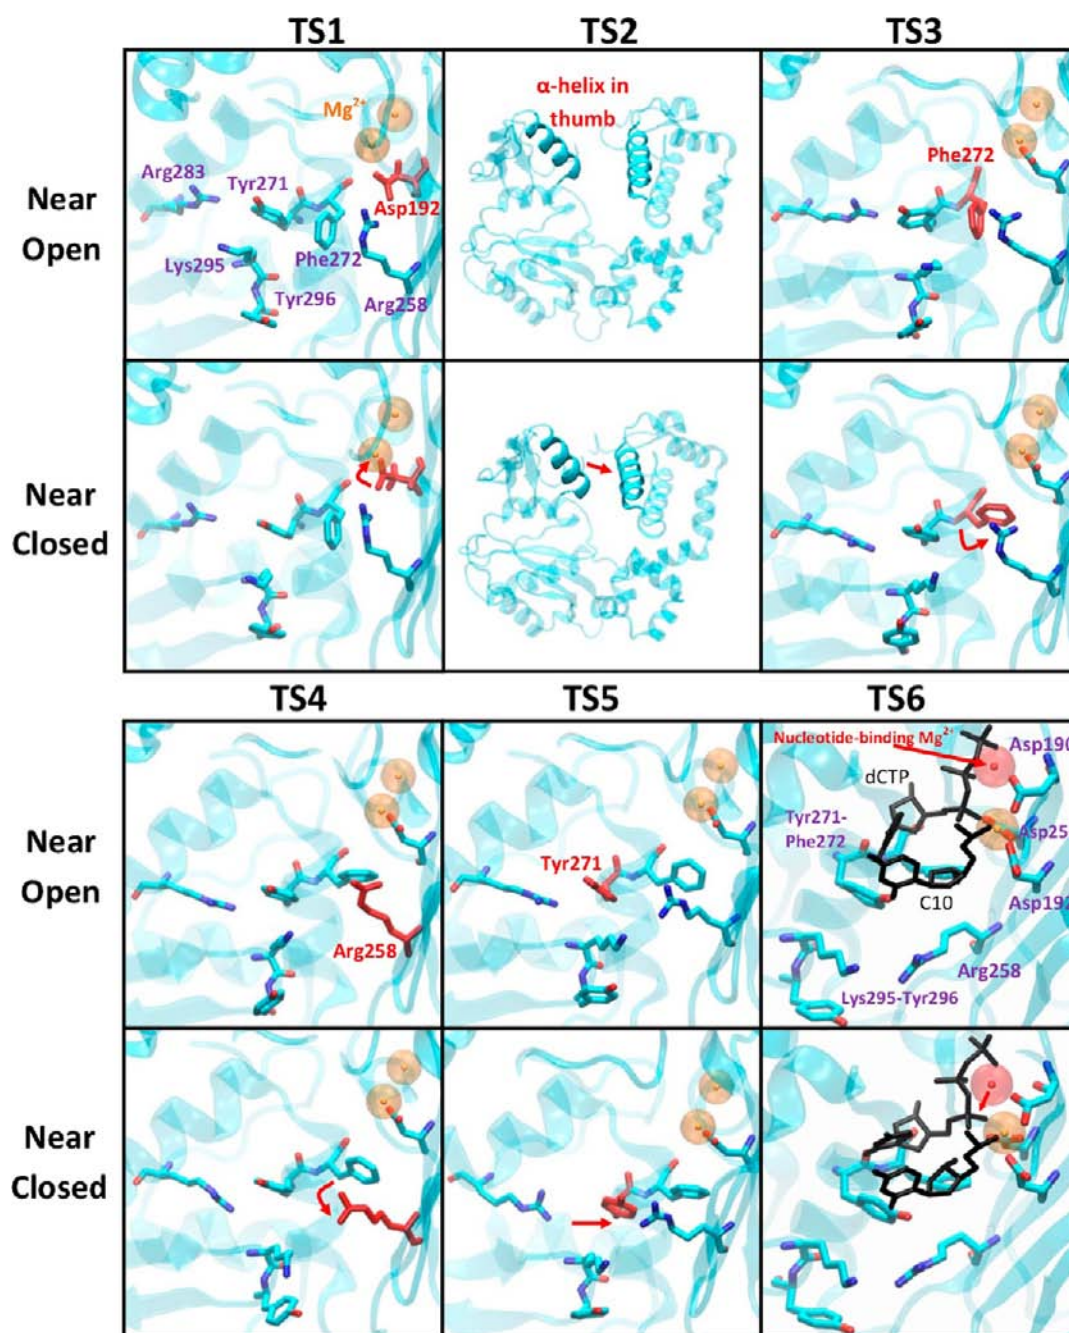 TS1
TS2
TS3
Near
Open
Mg2+
Arg283
Tyr271
Asp192
Lys295
Phe272
Tyr296
Arg258
α-helix in
thumb
Phe272
Near
Closed
TS4
TS5
TS6
Near
Open
Arg258
Tyr271
Nucleotide-binding Mg2+
Asp190
dCTP
Tyr271-
Phe272
Asp25
C10
Asp192
Arg258
Lys295-Tyr296
Near
Closed